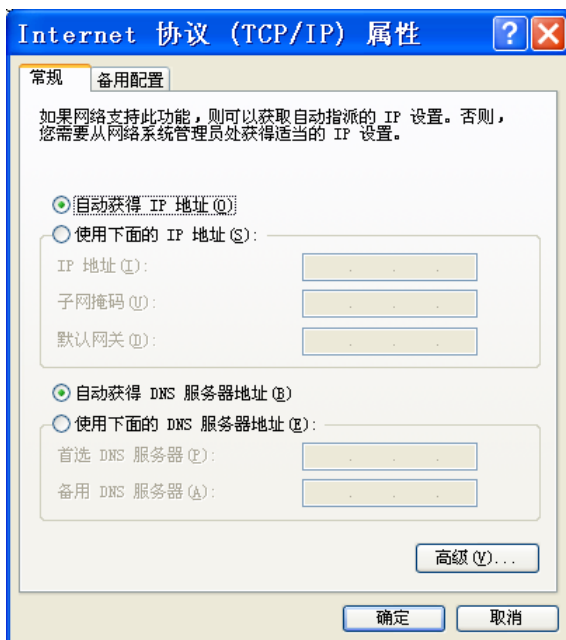 Internet 协议 (TCP/IP) 属性
常规 备用配置
如果网络支持此功能，则可以获取自动指派的 IP 设置。否则，
您需要从网络系统管理员处获得适当的 IP 设置。
自动获得 IP 地址(O)
使用下面的 IP 地址(S):
IP 地址(I):
子网掩码(U):
默认网关(D):
自动获得 DNS 服务器地址(B)
使用下面的 DNS 服务器地址(E):
首选 DNS 服务器(P):
备用 DNS 服务器(A):
高级(V)...
确定 取消